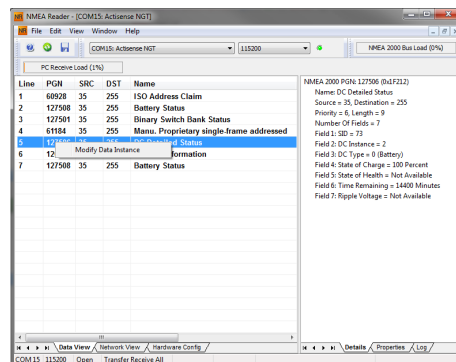 NMEA Reader - [COM15: Actisense NGT]
File Edit View Window Help
COM15: Actisense NGT 115200 NMEA 2000 Bus Load (0%)
PC Receive Load (1%)
Line PGN SRC DST Name
1 60928 35 255 ISO Address Claim
2 127508 35 255 Battery Status
3 127501 35 255 Binary Switch Bank Status
4 61184 35 255 Manu. Proprietary single-frame addressed
5 35 255 DC Detailed Status
Modify Data Instance
6
7 127508 35 255 Battery Status
NMEA 2000 PGN: 127506 (0x1F212)
Name: DC Detailed Status
Source = 35, Destination = 255
Priority = 6, Length = 9
Number Of Fields = 7
Field 1: SID = 73
Field 2: DC Instance = 2
Field 3: DC Type = 0 (Battery)
Field 4: State of Charge = 100 Percent
Field 5: State of Health = Not Available
Field 6: Time Remaining = 14400 Minutes
Field 7: Ripple Voltage = Not Available
Data View Network View Hardware Config
Details Properties Log
COM 15 115200 Open Transfer Receive All